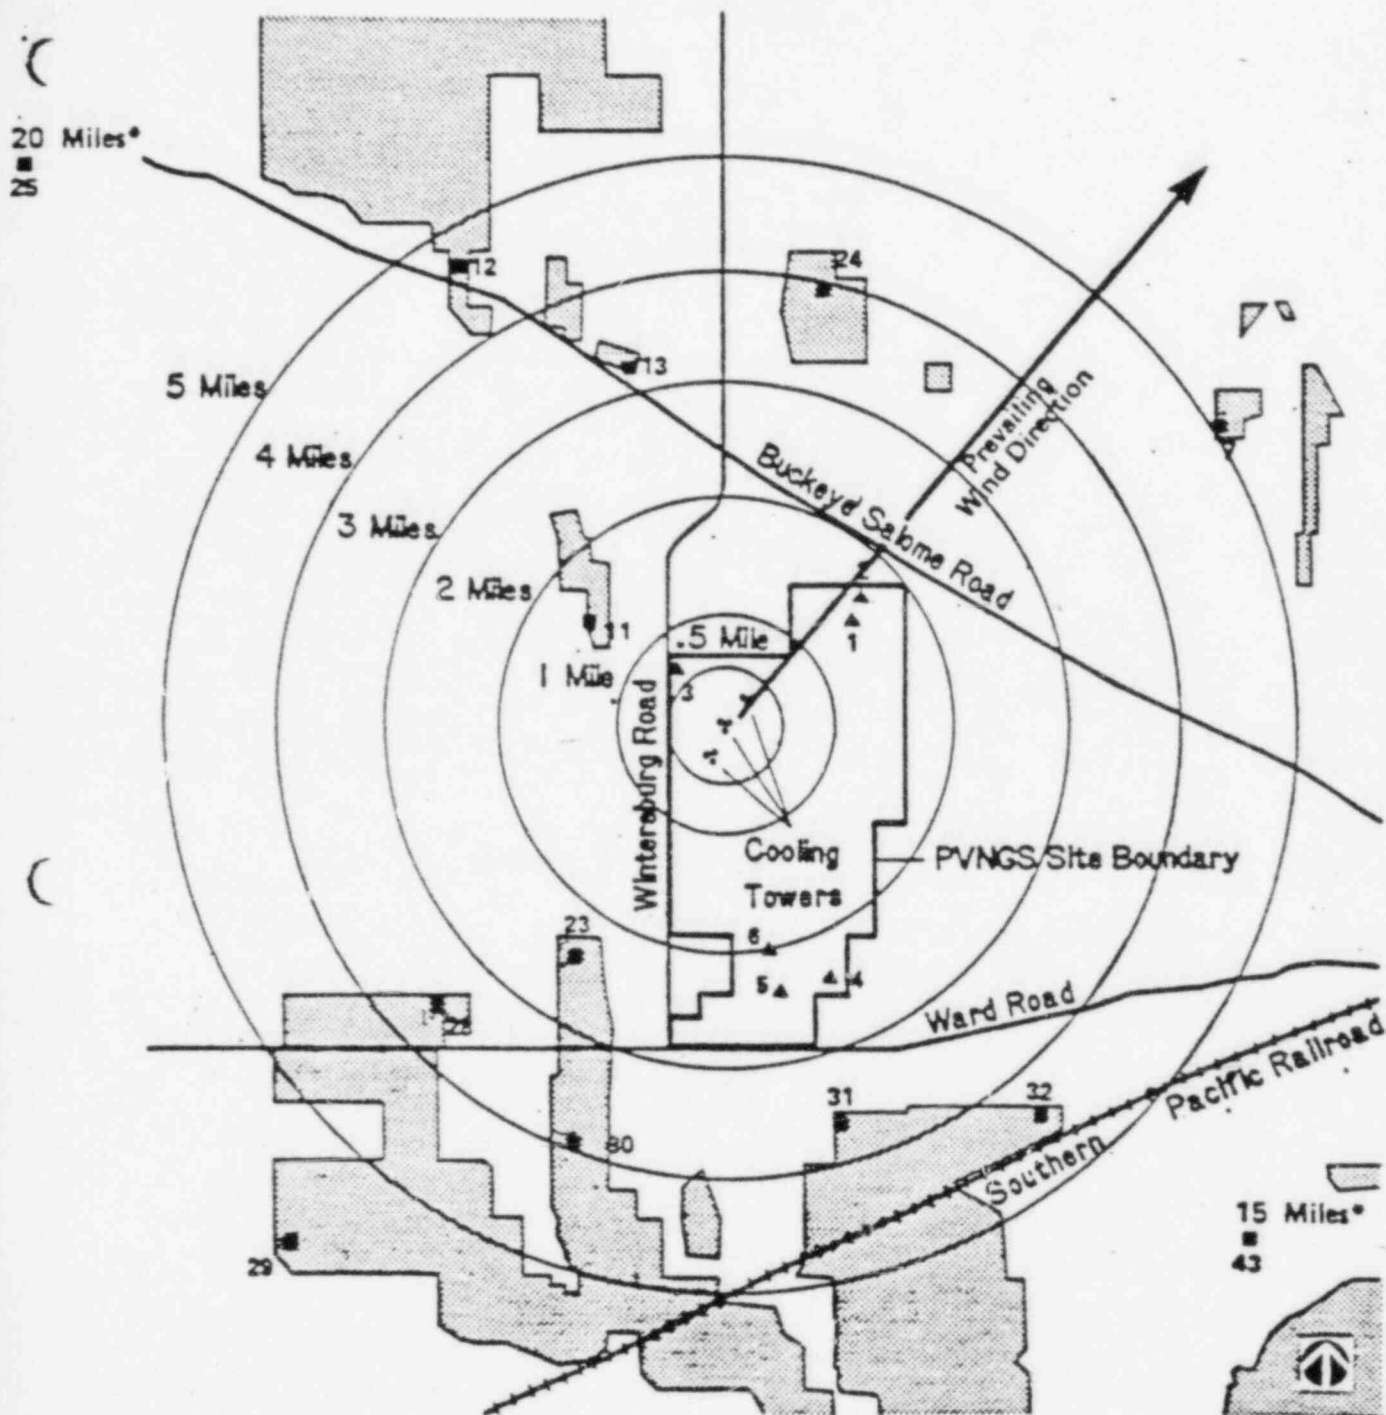 20 Miles*
25
12
24
13
5 Miles
4 Miles
3 Miles
2 Miles
1 Mile
.5 Mile
11
1
3
Prevailing
Wind Direction
Buckeye Salome Road
Wintersburg Road
Cooling
Towers
PVNGS Site Boundary
23
6
5
4
28
Ward Road
Southern Pacific Railroad
31
32
30
29
15 Miles*
43